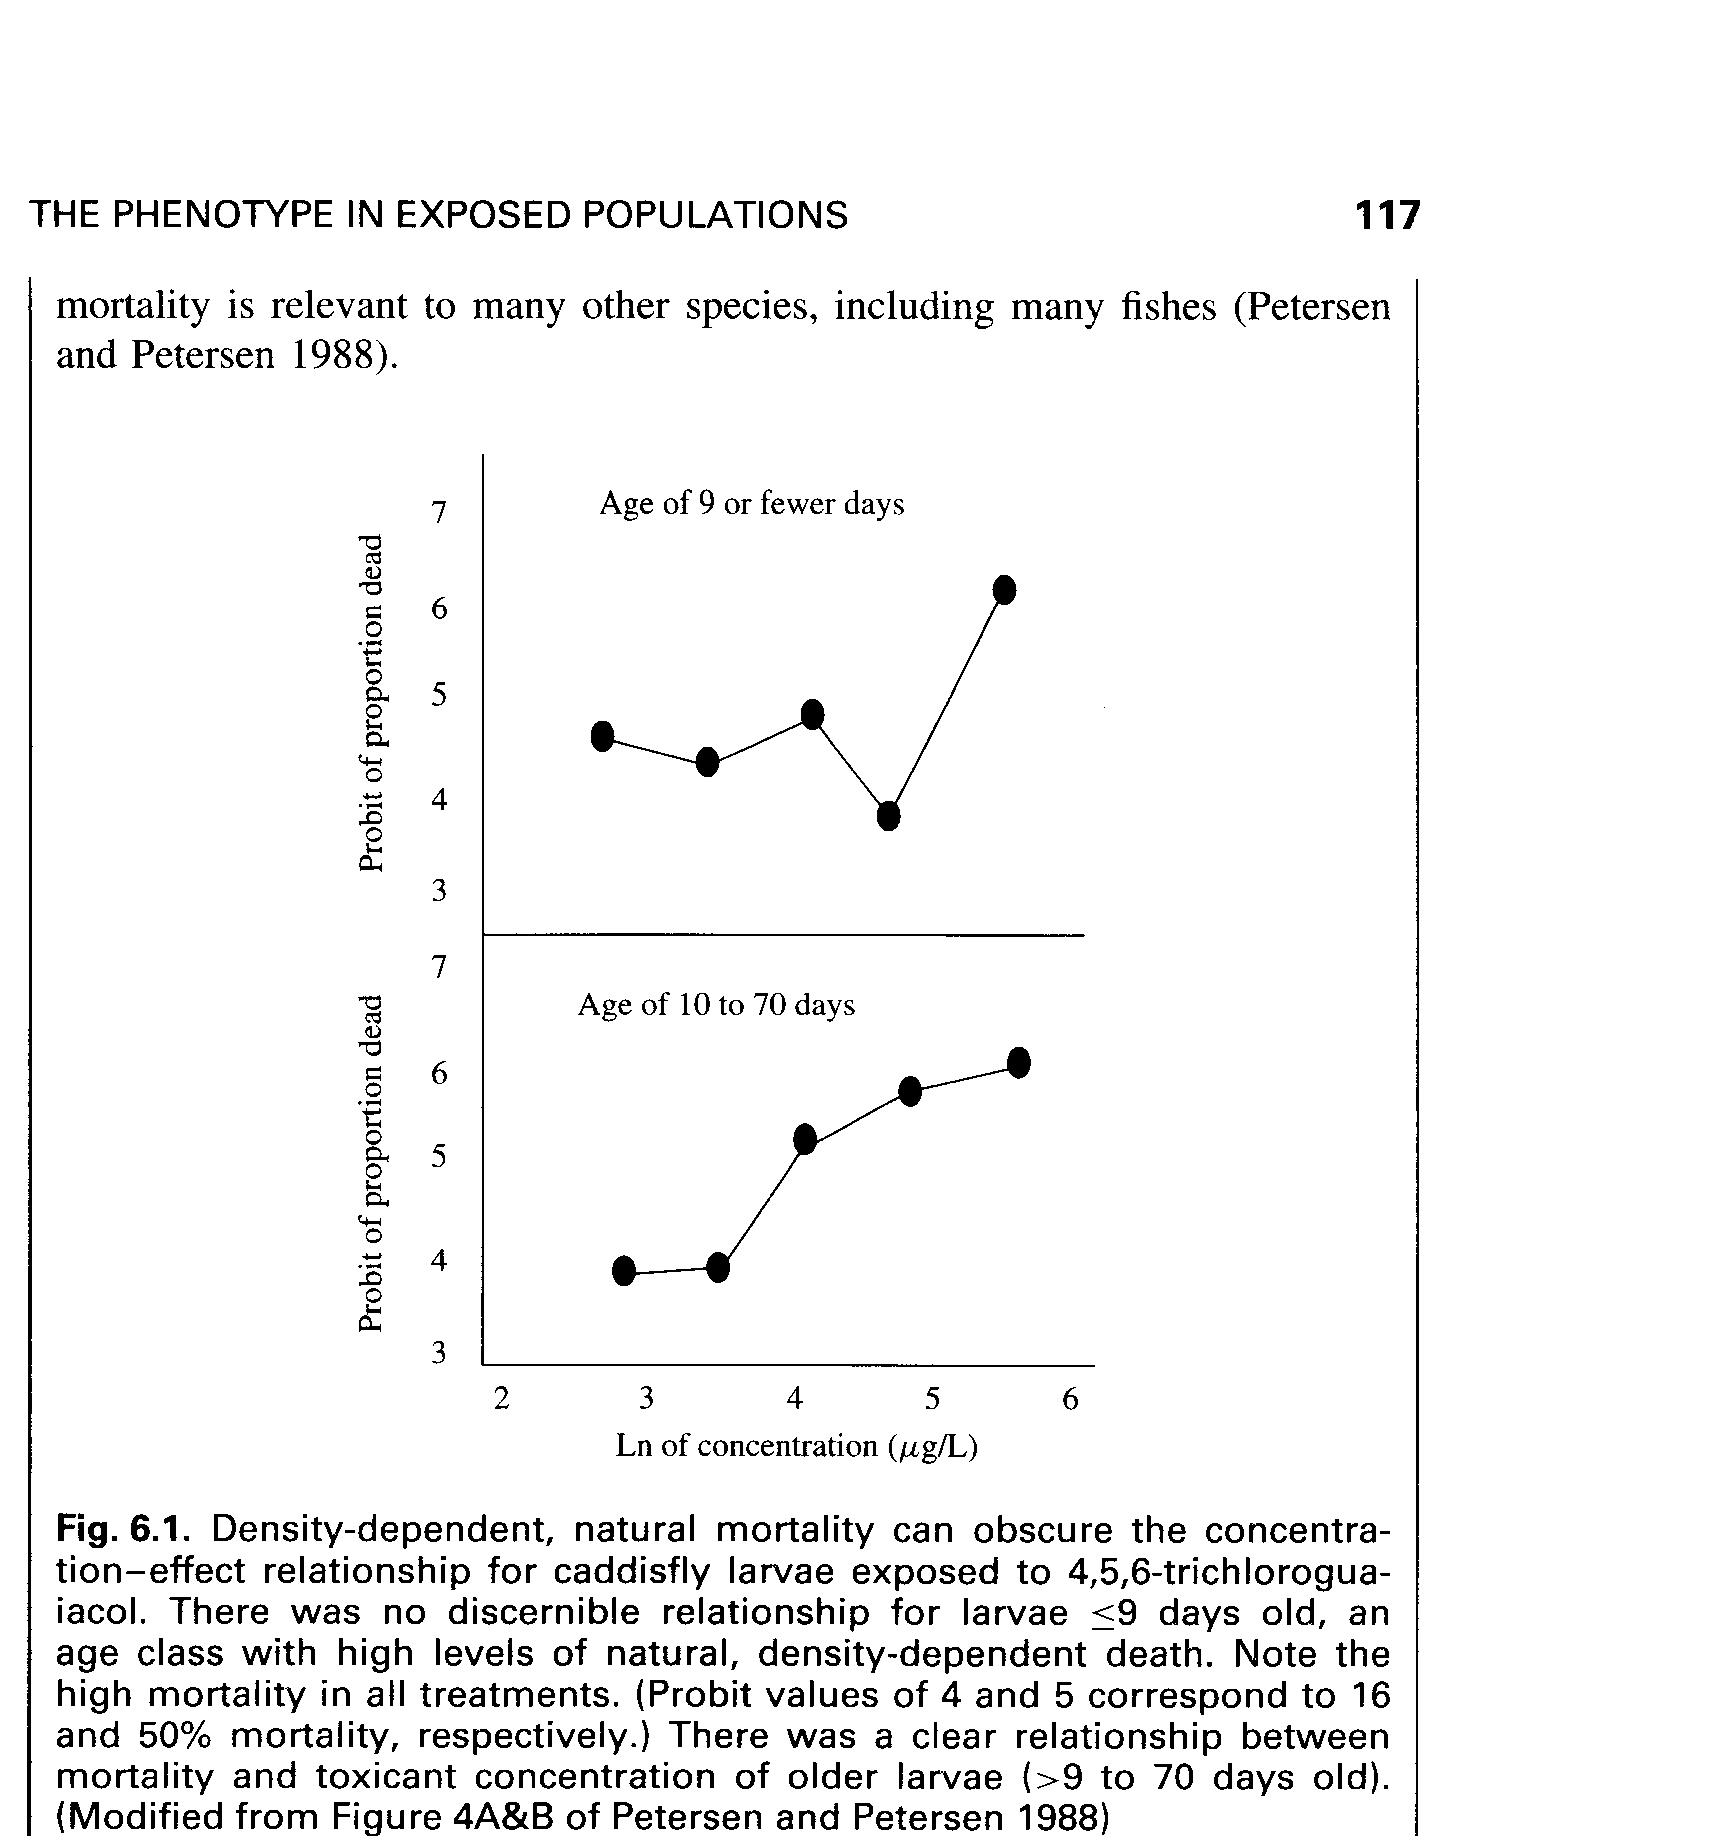 THE PHENOTYPE IN EXPOSED POPULATIONS 117
mortality is relevant to many other species, including many fishes (Petersen
and Petersen 1988).
Age of 9 or fewer days
Probit of proportion dead
7
6
5
4
3
Age of 10 to 70 days
Probit of proportion dead
7
6
5
4
3
2 3 4 5 6
Ln of concentration (μg/L)
Fig. 6.1. Density-dependent, natural mortality can obscure the concentra-
tion–effect relationship for caddisfly larvae exposed to 4,5,6-trichlorogua-
iacol. There was no discernible relationship for larvae ≤9 days old, an
age class with high levels of natural, density-dependent death. Note the
high mortality in all treatments. (Probit values of 4 and 5 correspond to 16
and 50% mortality, respectively.) There was a clear relationship between
mortality and toxicant concentration of older larvae (>9 to 70 days old).
(Modified from Figure 4A&B of Petersen and Petersen 1988)